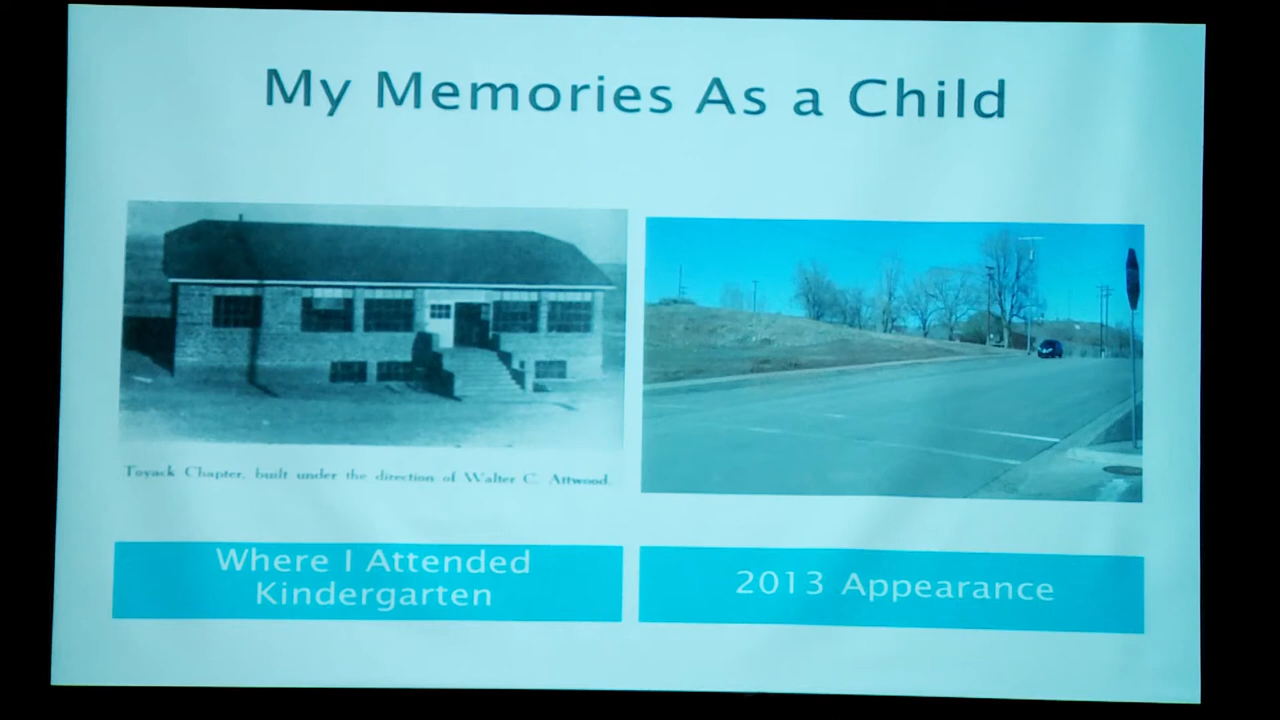 My Memories As a Child
Toyack Chapter, built under the direction of Walter C. Attwood.
Where I Attended
Kindergarten
2013 Appearance